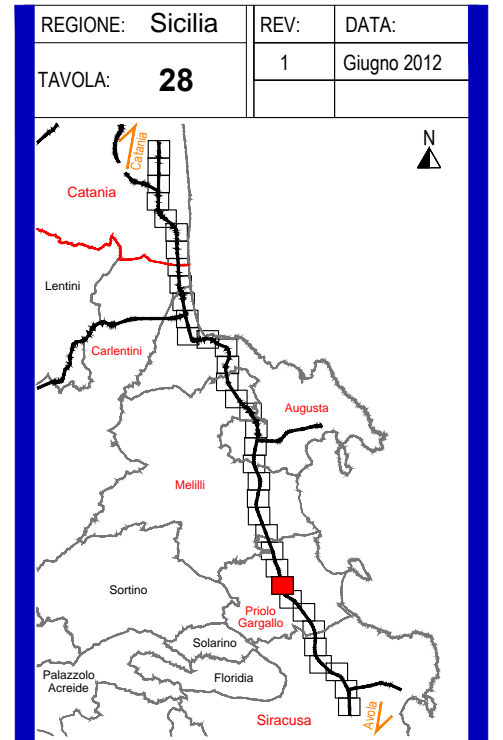 REGIONE: Sicilia
REV:
DATA:
1
Giugno 2012
TAVOLA: 28
N
Catania
Catania
Lentini
Carlentini
Augusta
Melilli
Sortino
Priolo
Gargallo
Solarino
Palazzolo
Acreide
Floridia
Siracusa
Avola